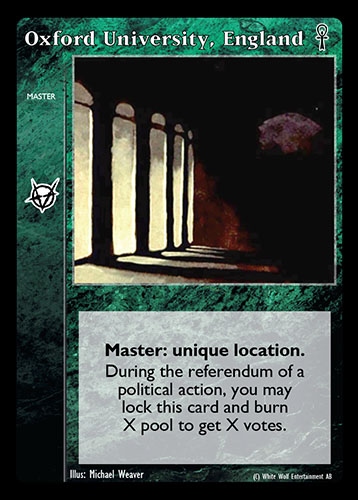 Oxford University, England
MASTER
Master: unique location.
During the referendum of a
political action, you may
lock this card and burn
X pool to get X votes.
Illus: Michael Weaver
(C) White Wolf Entertainment AB